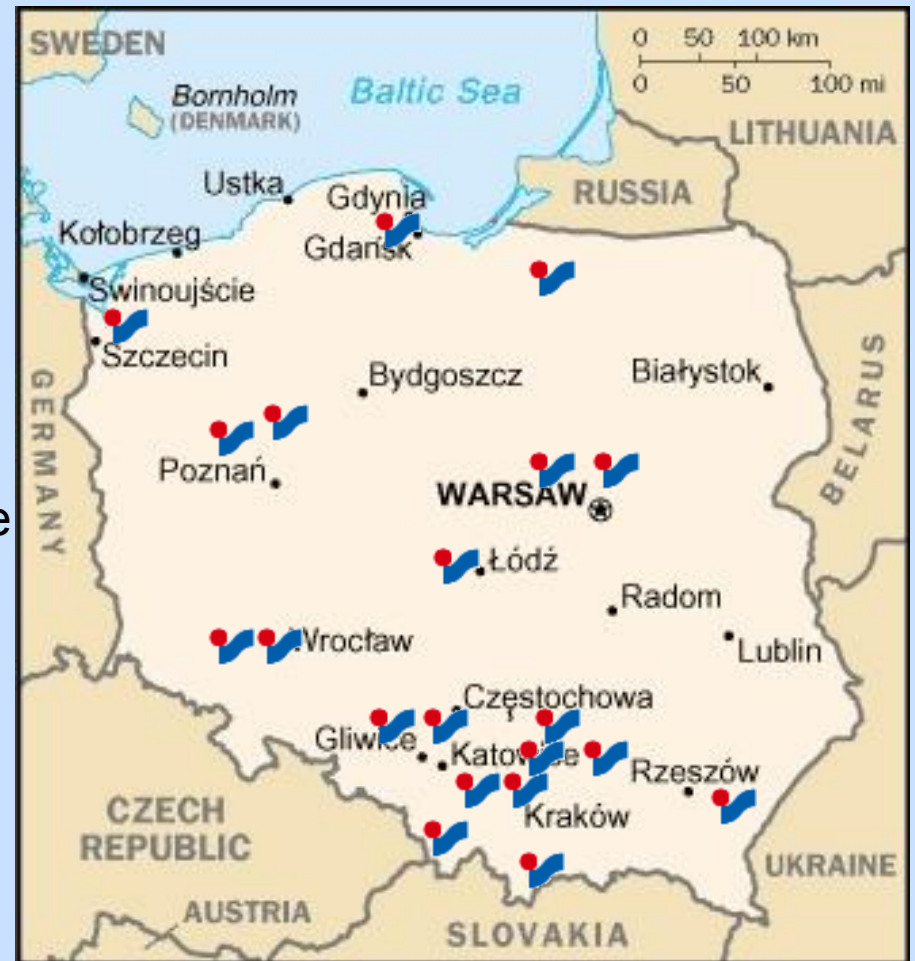 SWEDEN
0 50 100 km
0 50 100 mi
Bornholm
(DENMARK)
Baltic Sea
LITHUANIA
RUSSIA
Ustka
Gdynia
Gdańsk
Kołobrzeg
Swinoujście
Szczecin
Bydgoszcz
Białystok
GERMANY
BELARUS
Poznań
WARSAW
e
Łódź
Radom
Lublin
Wrocław
Częstochowa
Gliwice
Katowice
Rzeszów
Kraków
CZECH
REPUBLIC
UKRAINE
AUSTRIA
SLOVAKIA